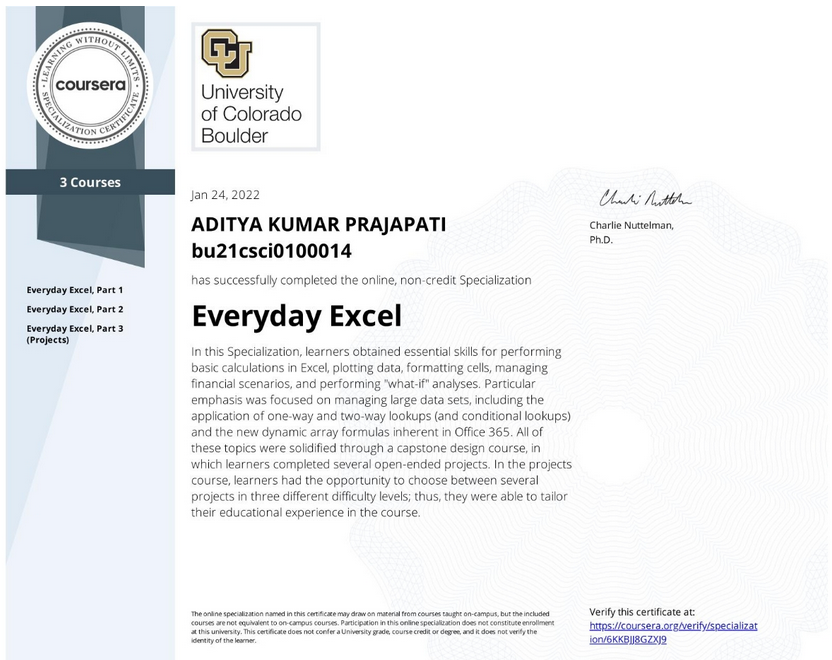 LEARNING WITHOUT LIMITS
coursera
SPECIALIZATION CERTIFICATE
3 Courses
Everyday Excel, Part 1
Everyday Excel, Part 2
Everyday Excel, Part 3
(Projects)
University
of Colorado
Boulder
Jan 24, 2022
ADITYA KUMAR PRAJAPATI
bu21csci0100014
has successfully completed the online, non-credit Specialization
Everyday Excel
In this Specialization, learners obtained essential skills for performing
basic calculations in Excel, plotting data, formatting cells, managing
financial scenarios, and performing "what-if" analyses. Particular
emphasis was focused on managing large data sets, including the
application of one-way and two-way lookups (and conditional lookups)
and the new dynamic array formulas inherent in Office 365. All of
these topics were solidified through a capstone design course, in
which learners completed several open-ended projects. In the projects
course, learners had the opportunity to choose between several
projects in three different difficulty levels; thus, they were able to tailor
their educational experience in the course.
Charlie Nuttelman
Charlie Nuttelman,
Ph.D.
The online specialization named in this certificate may draw on material from courses taught on-campus, but the included
courses are not equivalent to on-campus courses. Participation in this online specialization does not constitute enrollment
at this university. This certificate does not confer a University grade, course credit or degree, and it does not verify the
identity of the learner.
Verify this certificate at:
https://coursera.org/verify/specializat
ion/6KKBJJ8GZXJ9